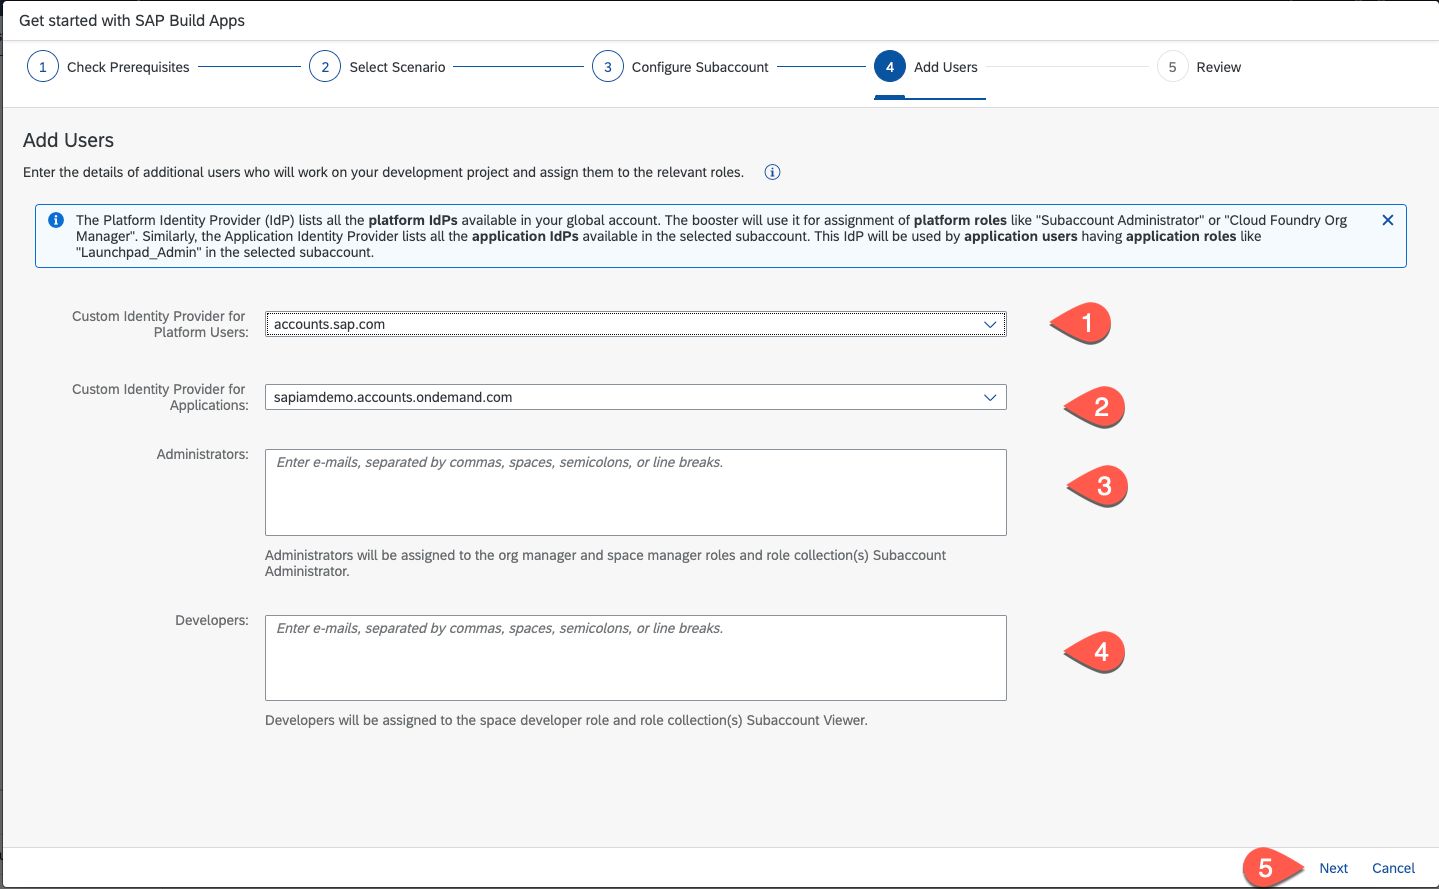 Get started with SAP Build Apps
1 Check Prerequisites 2 Select Scenario 3 Configure Subaccount 4 Add Users 5 Review
Add Users
Enter the details of additional users who will work on your development project and assign them to the relevant roles.
The Platform Identity Provider (IdP) lists all the platform IdPs available in your global account. The booster will use it for assignment of platform roles like "Subaccount Administrator" or "Cloud Foundry Org
Manager". Similarly, the Application Identity Provider lists all the application IdPs available in the selected subaccount. This IdP will be used by application users having application roles like
"Launchpad_Admin" in the selected subaccount.
Custom Identity Provider for
Platform Users:
accounts.sap.com
1
Custom Identity Provider for
Applications:
sapiamdemo.accounts.ondemand.com
2
Administrators:
Enter e-mails, separated by commas, spaces, semicolons, or line breaks.
3
Administrators will be assigned to the org manager and space manager roles and role collection(s) Subaccount
Administrator.
Developers:
Enter e-mails, separated by commas, spaces, semicolons, or line breaks.
4
Developers will be assigned to the space developer role and role collection(s) Subaccount Viewer.
5 Next Cancel